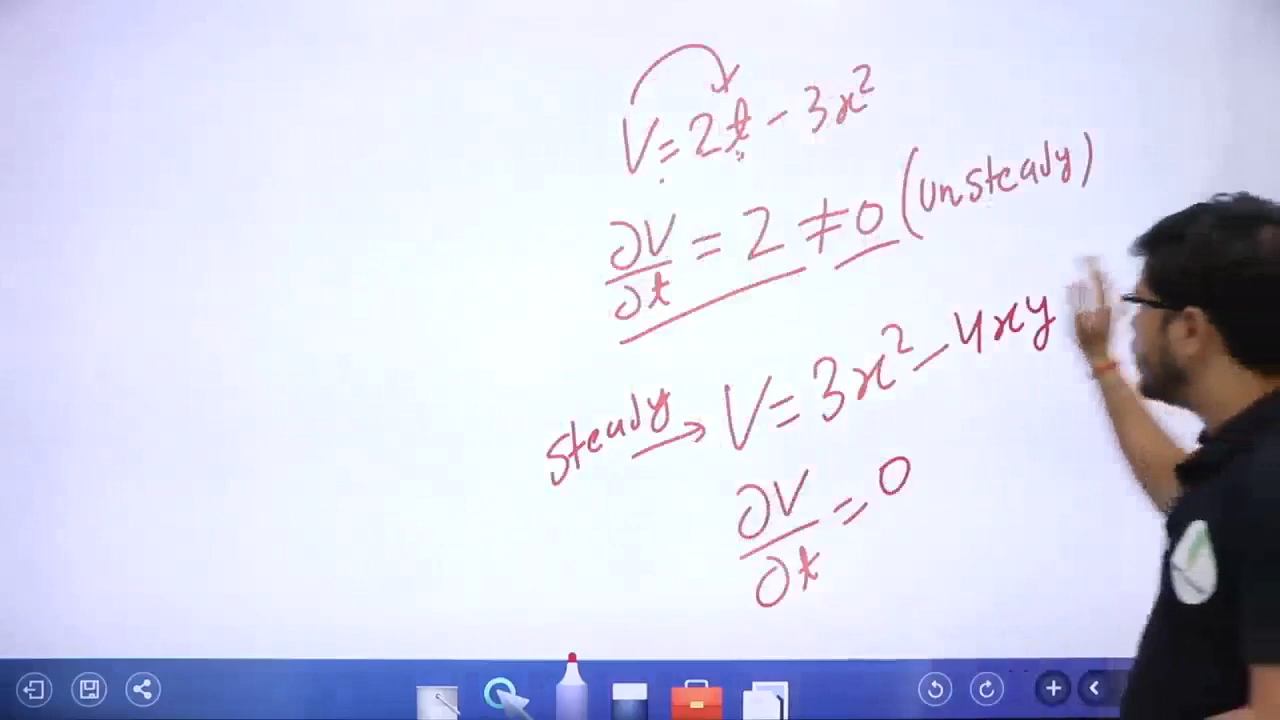 V = 2t - 3x²
∂V/∂t = 2 ≠ 0 (unsteady)
steady → V = 3x² - 4xy
∂V/∂t = 0